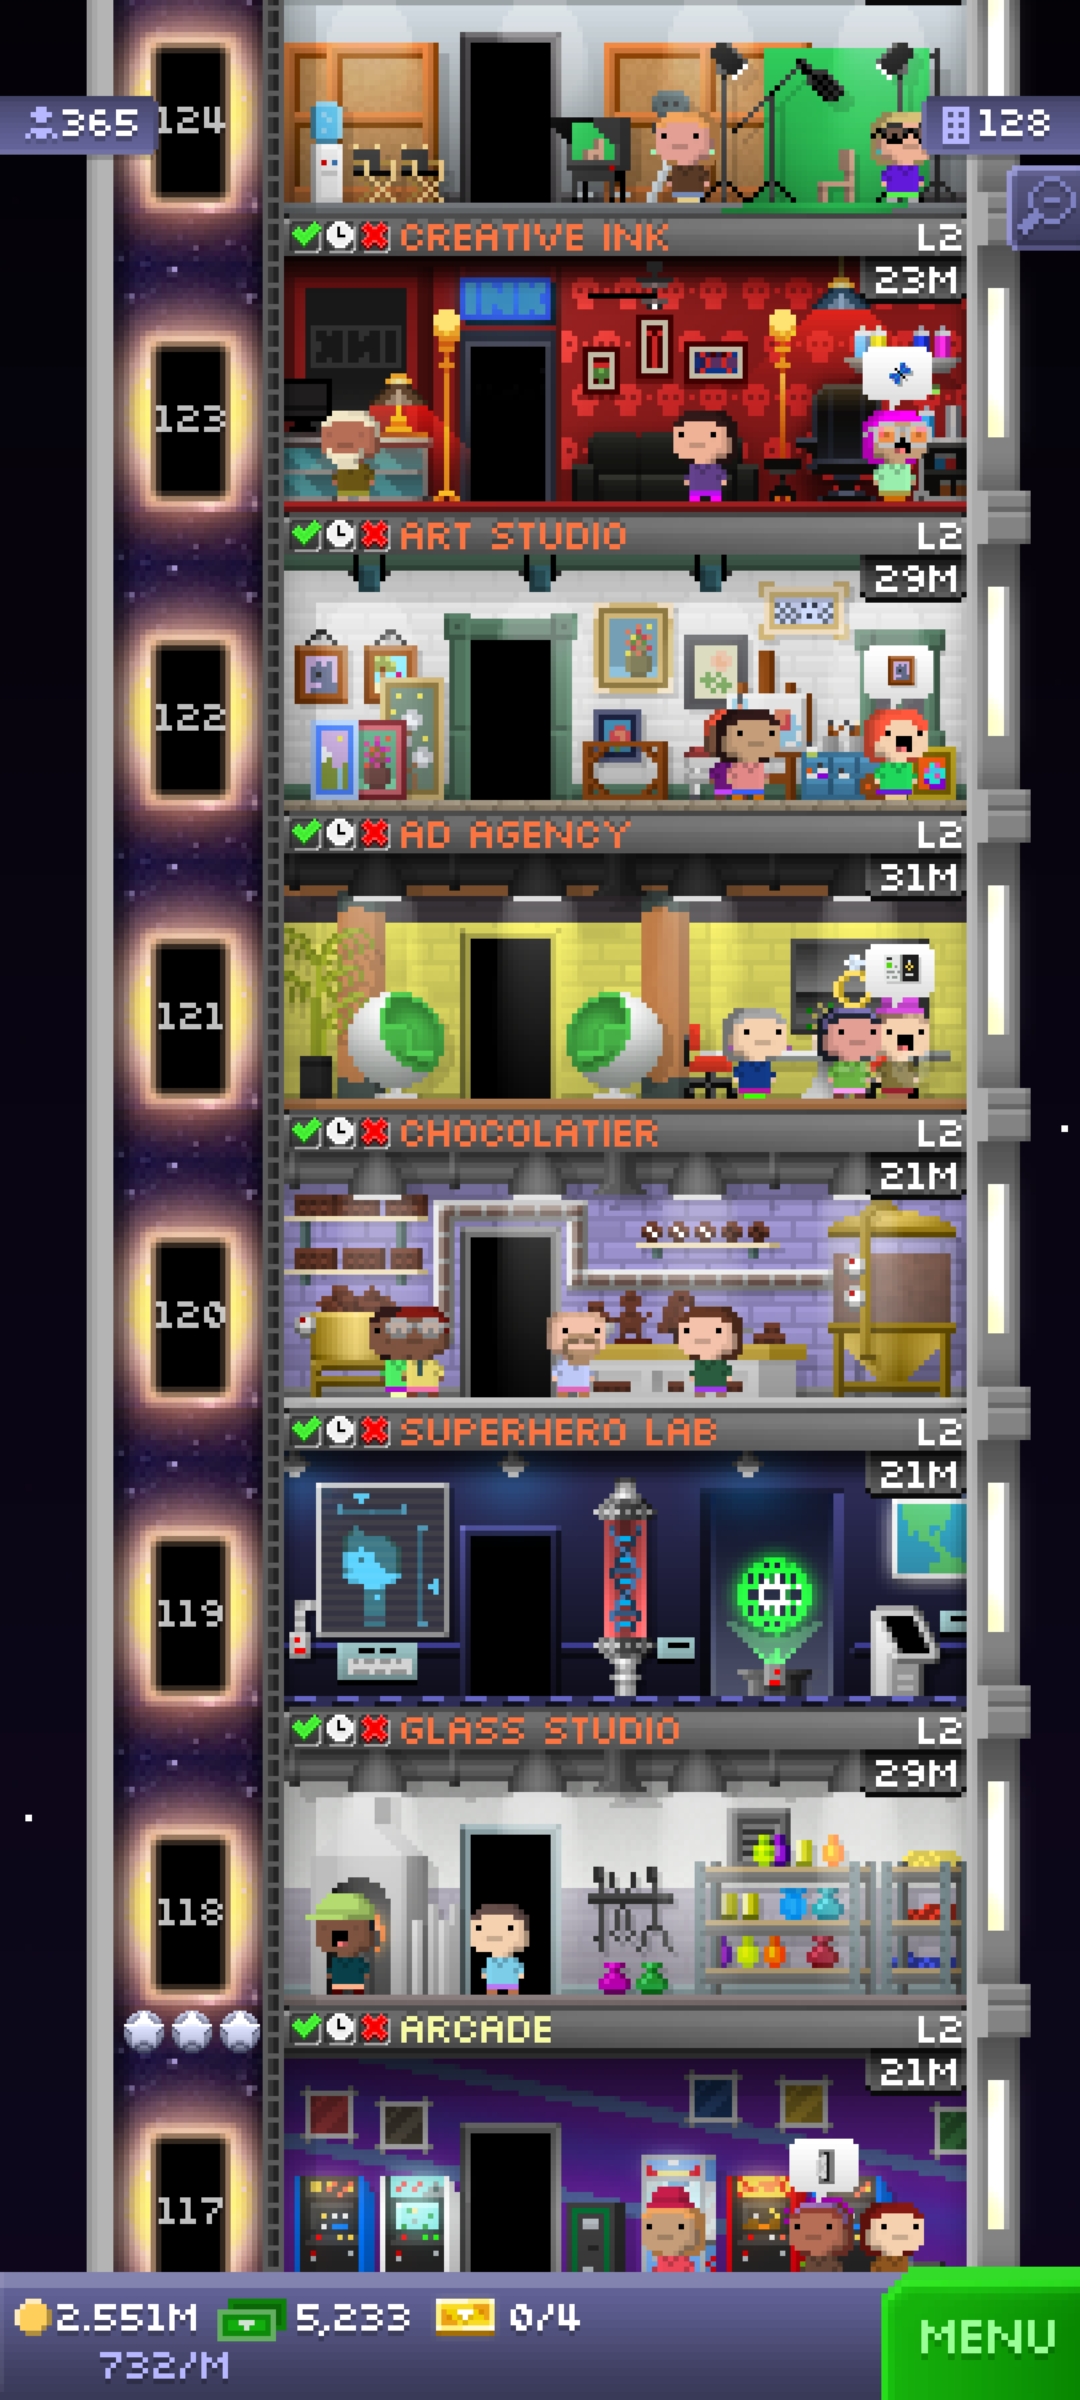 365
124
128
CREATIVE INK L2
23M
INK
INK
123
ART STUDIO L2
29M
122
AD AGENCY L2
31M
121
CHOCOLATIER L2
21M
120
SUPERHERO LAB L2
21M
119
GLASS STUDIO L2
29M
118
ARCADE L2
21M
117
2.551M 5,233 0/4
732/M
MENU